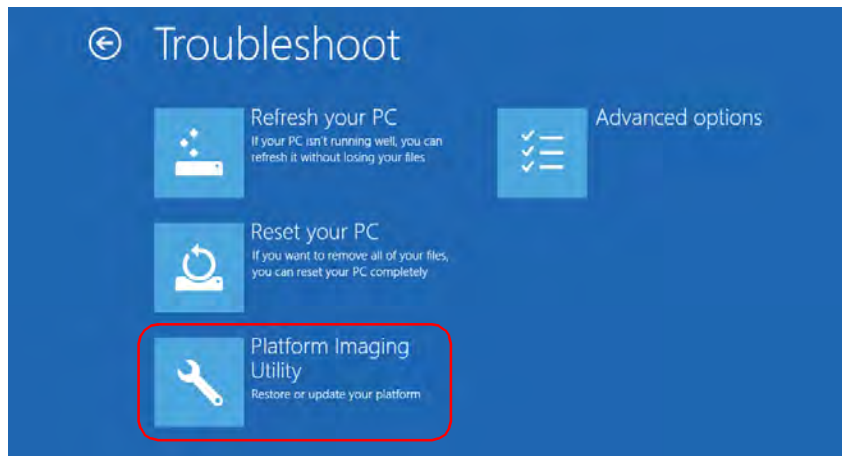 Troubleshoot
Refresh your PC
If your PC isn't running well, you can
refresh it without losing your files
Advanced options
Reset your PC
If you want to remove all of your files,
you can reset your PC completely
Platform Imaging
Utility
Restore or update your platform